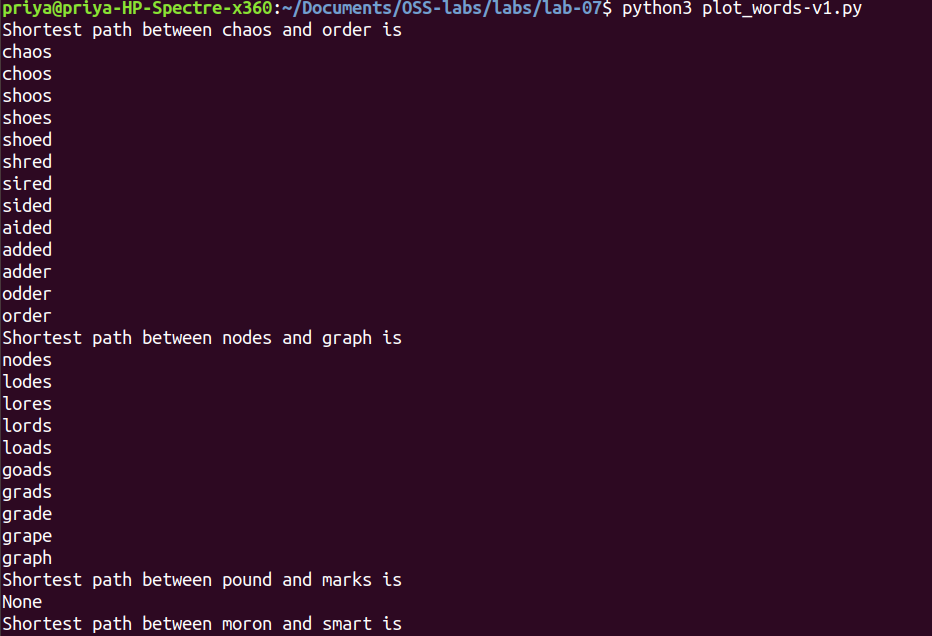 priya@priya-HP-Spectre-x360:~/Documents/OSS-labs/labs/lab-07$ python3 plot_words-v1.py
Shortest path between chaos and order is
chaos
choos
shoos
shoes
shoed
shred
sired
sided
aided
added
adder
odder
order
Shortest path between nodes and graph is
nodes
lodes
lores
lords
loads
goads
grads
grade
grape
graph
Shortest path between pound and marks is
None
Shortest path between moron and smart is